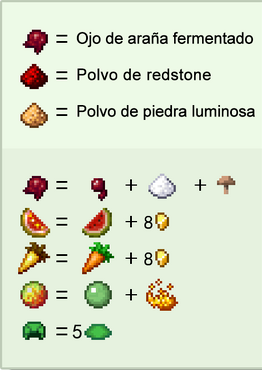 = Ojo de araña fermentado
= Polvo de redstone
= Polvo de piedra luminosa
= + +
= + 8
= + 8
= +
= 5